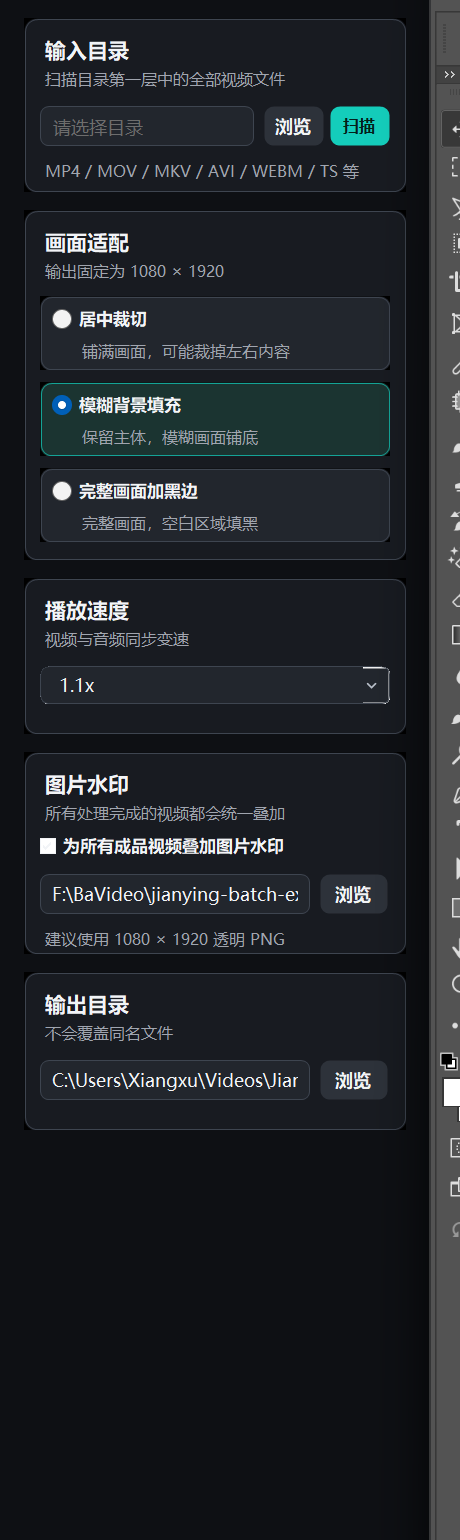 输入目录
扫描目录第一层中的全部视频文件
请选择目录 浏览 扫描
MP4 / MOV / MKV / AVI / WEBM / TS 等
画面适配
输出固定为 1080 × 1920
居中裁切
铺满画面，可能裁掉左右内容
模糊背景填充
保留主体，模糊画面铺底
完整画面加黑边
完整画面，空白区域填黑
播放速度
视频与音频同步变速
1.1x
图片水印
所有处理完成的视频都会统一叠加
为所有成品视频叠加图片水印
F:\BaVideo\jianying-batch-ex 浏览
建议使用 1080 × 1920 透明 PNG
输出目录
不会覆盖同名文件
C:\Users\Xiangxu\Videos\Jian 浏览